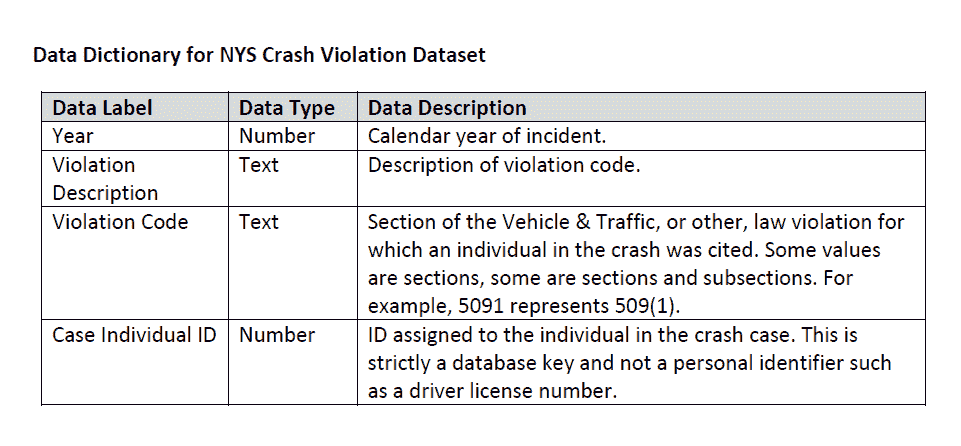 Data Dictionary for NYS Crash Violation Dataset
Data Label Data Type Data Description
Year Number Calendar year of incident.
Violation Text Description of violation code.
Description
Violation Code Text Section of the Vehicle & Traffic, or other, law violation for
which an individual in the crash was cited. Some values
are sections, some are sections and subsections. For
example, 5091 represents 509(1).
Case Individual ID Number ID assigned to the individual in the crash case. This is
strictly a database key and not a personal identifier such
as a driver license number.